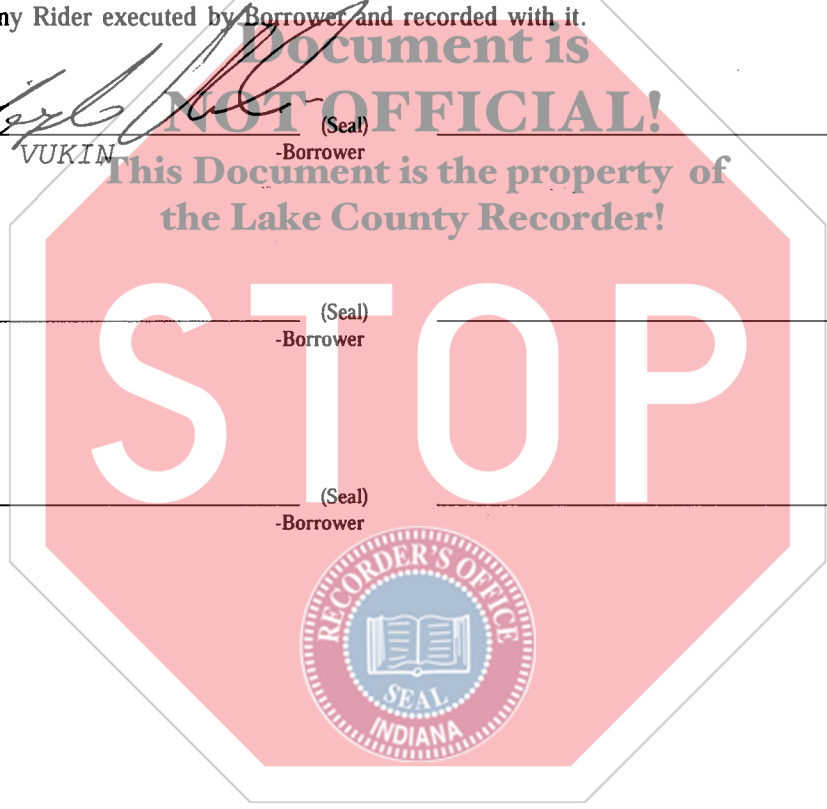 ny Rider executed by Borrower and recorded with it.
Document is
NOT OFFICIAL!
(Seal)
VUKIN
-Borrower
This Document is the property of
the Lake County Recorder!
(Seal)
-Borrower
STOP
(Seal)
-Borrower
RECORDER'S OFFICE
SEAL
INDIANA